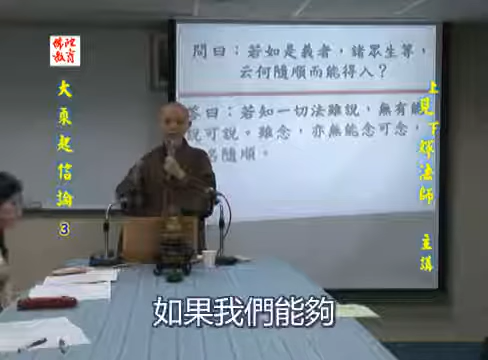 佛陀
教育
大乘起信論
3
問曰：若如是義者，諸眾生等，
云何隨順而能得入？
答曰：若知一切法雖說，無有能
說可說。雖念，亦無能念可念，
名隨順。
上見下輝法師 主講
如果我們能夠